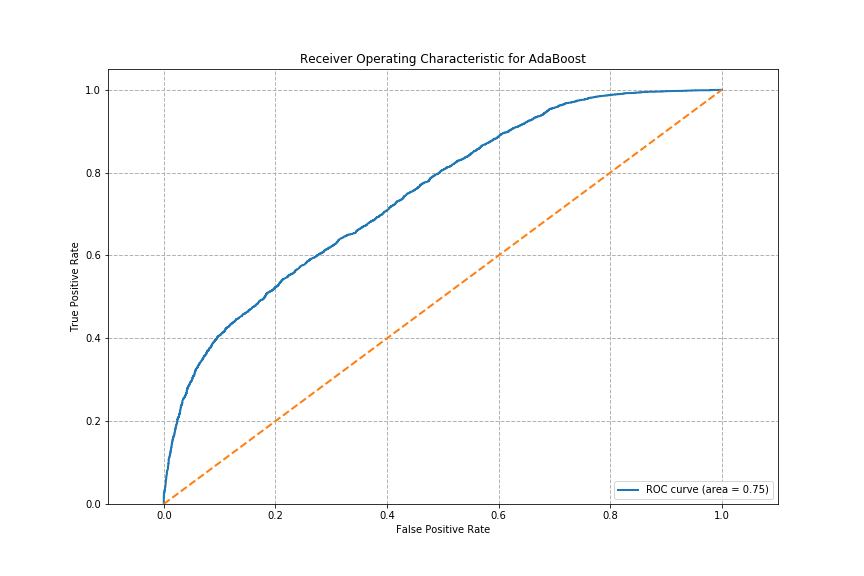 Receiver Operating Characteristic for AdaBoost
1.0
0.8
0.6
0.4
0.2
0.0
True Positive Rate
0.0 0.2 0.4 0.6 0.8 1.0
False Positive Rate
ROC curve (area = 0.75)